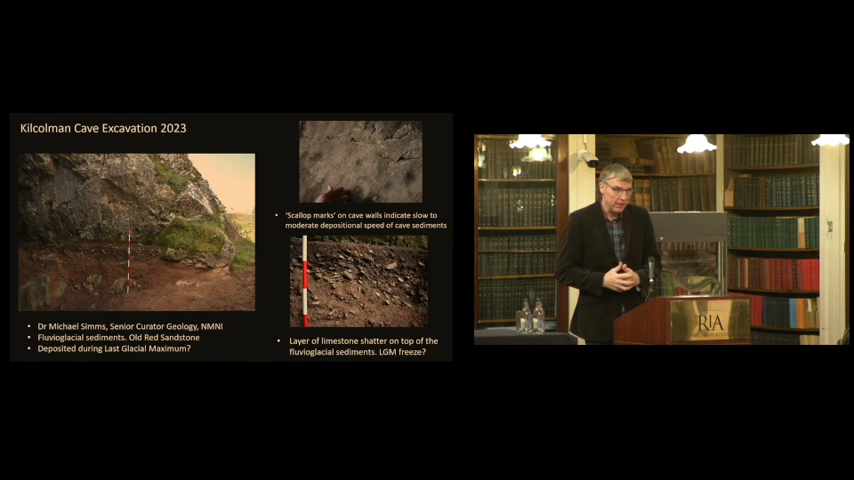 Kilcolman Cave Excavation 2023
• 'Scallop marks' on cave walls indicate slow to
moderate depositional speed of cave sediments
• Dr Michael Simms, Senior Curator Geology, NMNI
• Fluvioglacial sediments. Old Red Sandstone
• Deposited during Last Glacial Maximum?
• Layer of limestone shatter on top of the
fluvioglacial sediments. LGM freeze?
RIA